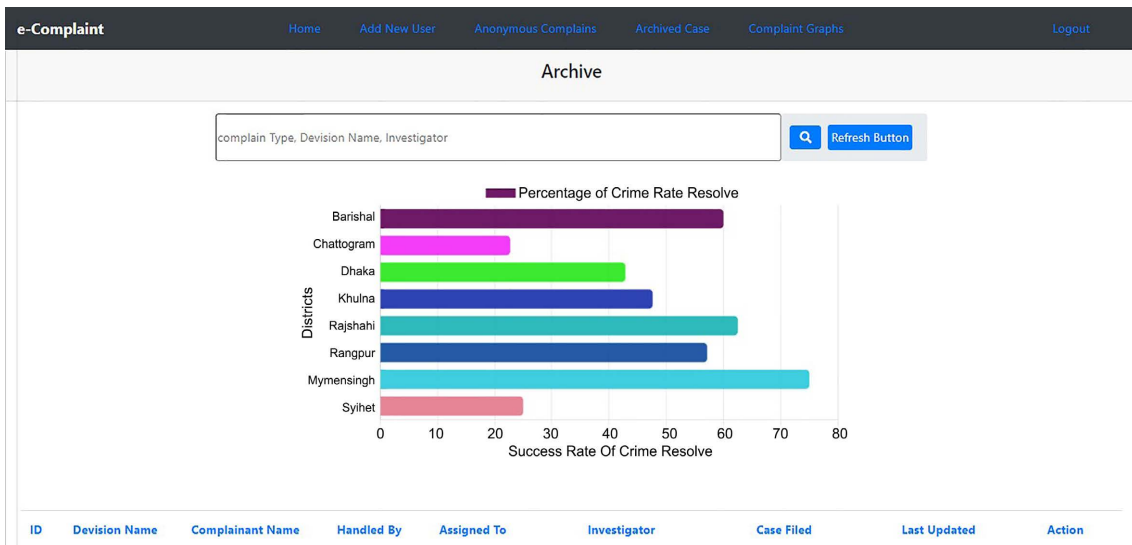 e-Complaint Home Add New User Anonymous Complains Archived Case Complaint Graphs Logout
Archive
complain Type, Devision Name, Investigator Refresh Button
Percentage of Crime Rate Resolve
Barishal
Chattogram
Dhaka
Khulna
Rajshahi
Rangpur
Mymensingh
Syihet
Districts
0 10 20 30 40 50 60 70 80
Success Rate Of Crime Resolve
ID Devision Name Complainant Name Handled By Assigned To Investigator Case Filed Last Updated Action